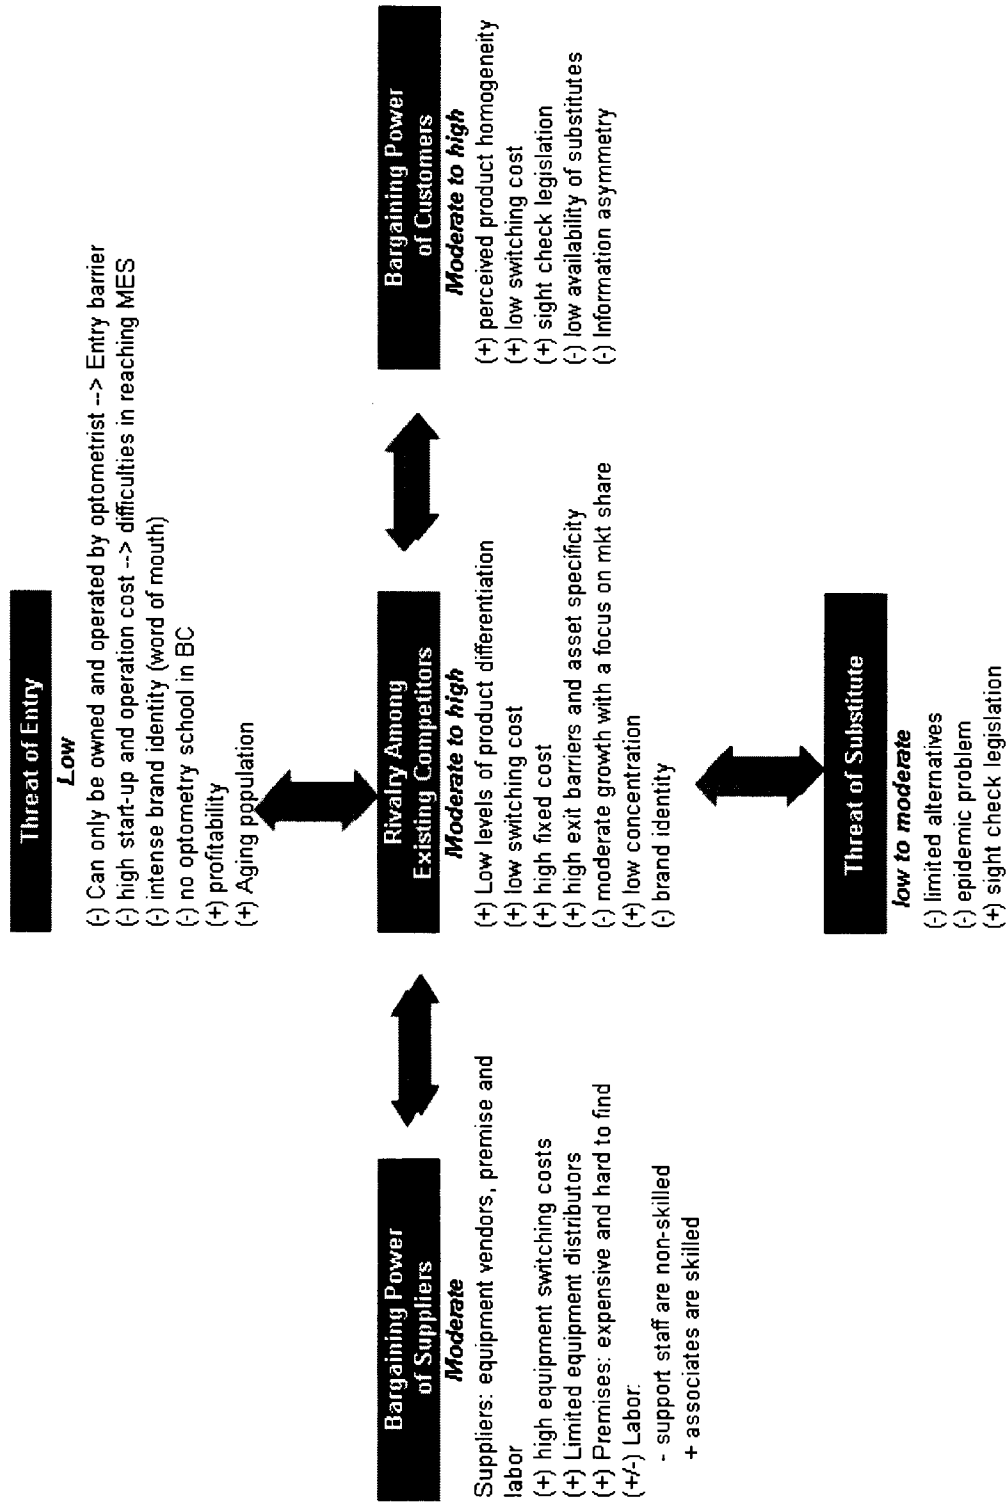 Threat of Entry
Low
(-) Can only be owned and operated by optometrist --> Entry barrier
(-) high start-up and operation cost --> difficulties in reaching MES
(-) intense brand identity (word of mouth)
(-) no optometry school in BC
(+) profitability
(+) Aging population
Bargaining Power
of Suppliers
Moderate
Suppliers: equipment vendors, premise and
labor
(+) high equipment switching costs
(+) Limited equipment distributors
(+) Premises: expensive and hard to find
(+/-) Labor:
- support staff are non-skilled
+ associates are skilled
Rivalry Among
Existing Competitors
Moderate to high
(+) Low levels of product differentiation
(+) low switching cost
(+) high fixed cost
(+) high exit barriers and asset specificity
(-) moderate growth with a focus on mkt share
(+) low concentration
(-) brand identity
Bargaining Power
of Customers
Moderate to high
(+) perceived product homogeneity
(+) low switching cost
(+) sight check legislation
(-) low availability of substitutes
(-) Information asymmetry
Threat of Substitute
low to moderate
(-) limited alternatives
(-) epidemic problem
(+) sight check legislation